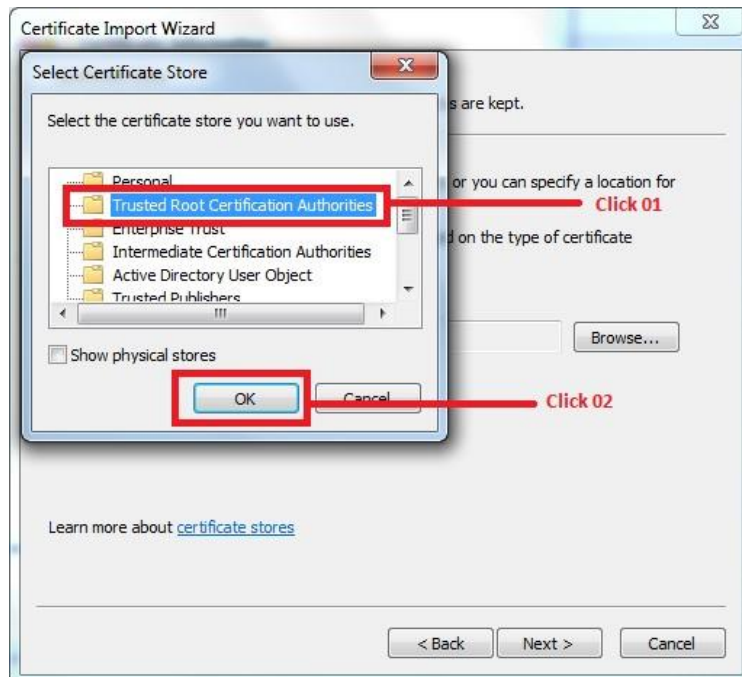 Certificate Import Wizard
Select Certificate Store
Select the certificate store you want to use.
s are kept.
Personal
or you can specify a location for
Trusted Root Certification Authorities
Click 01
Enterprise Trust
d on the type of certificate
Intermediate Certification Authorities
Active Directory User Object
Trusted Publishers
Browse...
Show physical stores
OK
Cancel
Click 02
Learn more about certificate stores
< Back
Next >
Cancel